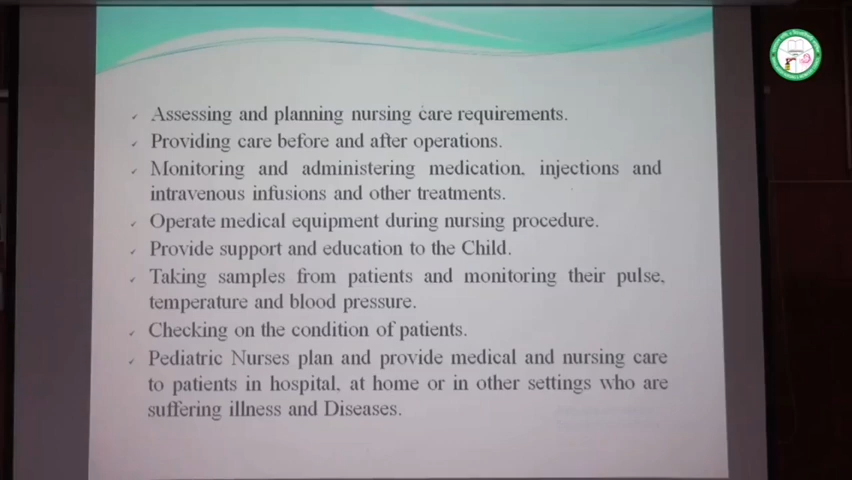 Assessing and planning nursing care requirements.
Providing care before and after operations.
Monitoring and administering medication, injections and
intravenous infusions and other treatments.
Operate medical equipment during nursing procedure.
Provide support and education to the Child.
Taking samples from patients and monitoring their pulse,
temperature and blood pressure.
Checking on the condition of patients.
Pediatric Nurses plan and provide medical and nursing care
to patients in hospital, at home or in other settings who are
suffering illness and Diseases.